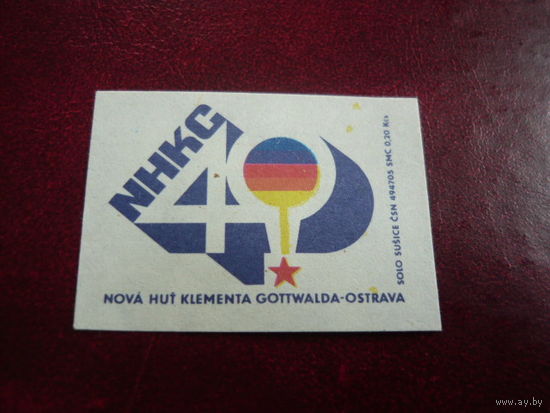 NHKG
40
NOVÁ HUŤ KLEMENTA GOTTWALDA-OSTRAVA
SOLO SUŠICE ČSN 494705 SMC 0,20 Kčs
www.ay.by